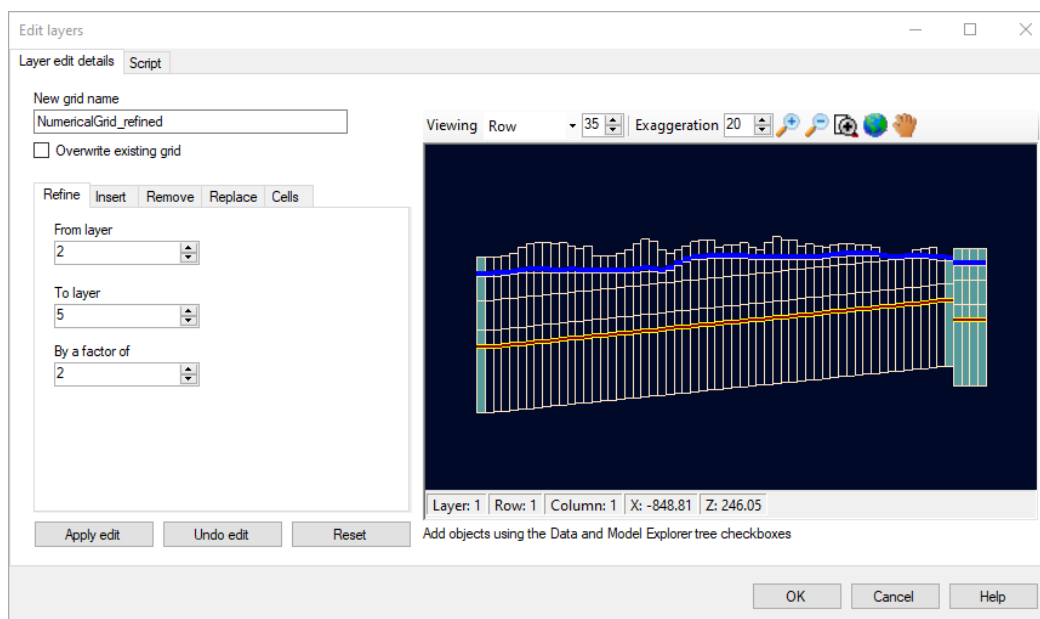 Edit layers
Layer edit details Script
New grid name
NumericalGrid_refined
Overwrite existing grid
Viewing Row 35 Exaggeration 20
Refine Insert Remove Replace Cells
From layer
2
To layer
5
By a factor of
2
Layer: 1 Row: 1 Column: 1 X: -848.81 Z: 246.05
Apply edit Undo edit Reset
Add objects using the Data and Model Explorer tree checkboxes
OK Cancel Help